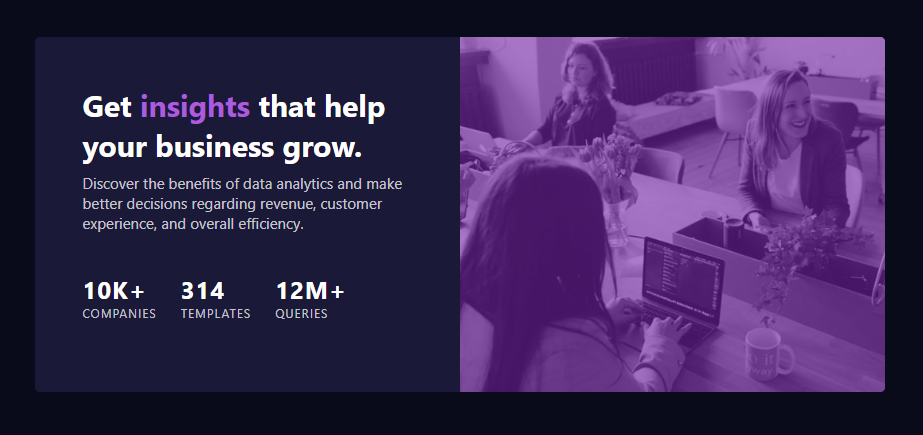 Get insights that help
your business grow.
Discover the benefits of data analytics and make
better decisions regarding revenue, customer
experience, and overall efficiency.
10K+ 314 12M+
COMPANIES TEMPLATES QUERIES